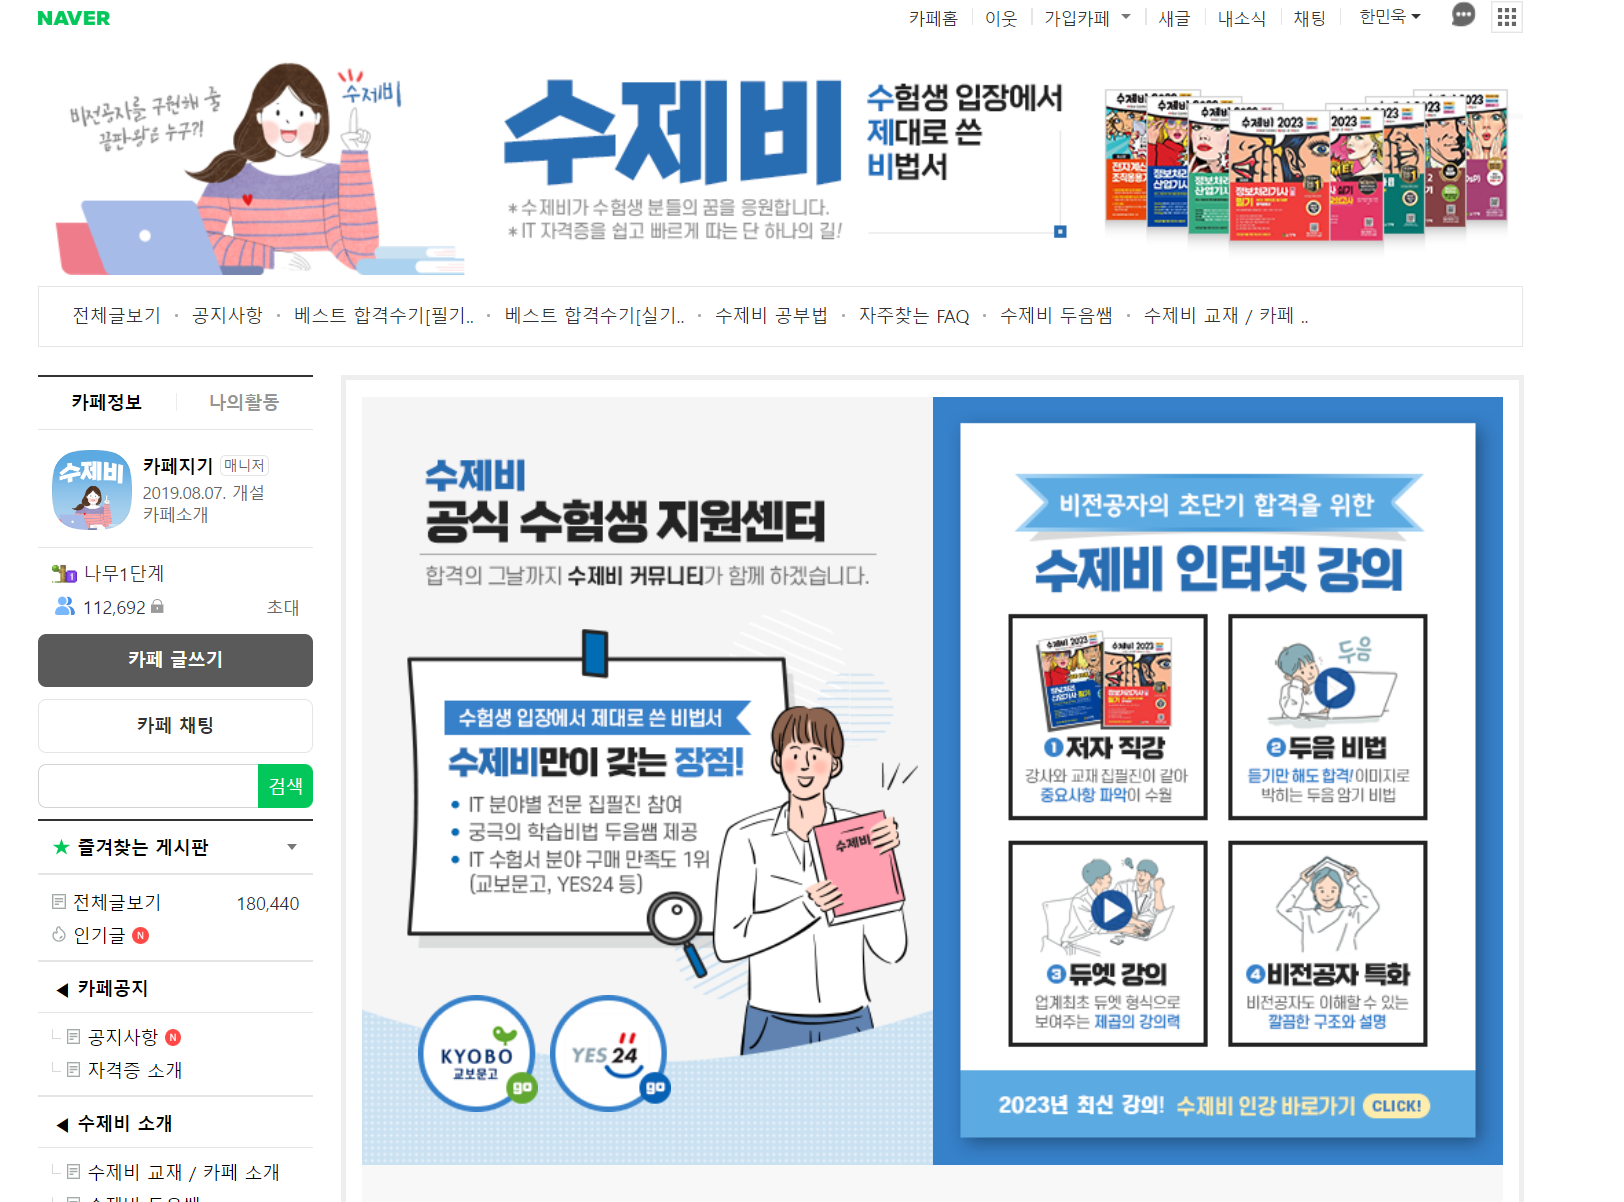 NAVER
카페홈 이웃 가입카페 새글 내소식 채팅 한민욱
비전공자를 구원해 줄
끝판왕은 누구?!
수제비
수제비
수험생 입장에서
제대로 쓴
비법서
* 수제비가 수험생 분들의 꿈을 응원합니다.
* IT 자격증을 쉽고 빠르게 따는 단 하나의 길!
수제비 2023
정보처리기사
전체글보기 · 공지사항 · 베스트 합격수기[필기.. · 베스트 합격수기[실기.. · 수제비 공부법 · 자주찾는 FAQ · 수제비 두음쌤 · 수제비 교재 / 카페 ..
카페정보 나의활동
수제비
카페지기 매니저
2019.08.07. 개설
카페소개
나무1단계
112,692 초대
카페 글쓰기
카페 채팅
검색
즐겨찾는 게시판
전체글보기 180,440
인기글 N
카페공지
공지사항 N
자격증 소개
수제비 소개
수제비 교재 / 카페 소개
수제비
공식 수험생 지원센터
합격의 그날까지 수제비 커뮤니티가 함께 하겠습니다.
수험생 입장에서 제대로 쓴 비법서
수제비만이 갖는 장점!
• IT 분야별 전문 집필진 참여
• 궁극의 학습비법 두음쌤 제공
• IT 수험서 분야 구매 만족도 1위
(교보문고, YES24 등)
수제비
KYOBO
교보문고
go
YES24
go
비전공자의 초단기 합격을 위한
수제비 인터넷 강의
수제비 2023
수제비 2023
1 저자 직강
강사와 교재 집필진이 같아
중요사항 파악이 수월
두음
2 두음 비법
듣기만 해도 합격! 이미지로
박히는 두음 암기 비법
3 듀엣 강의
업계최초 듀엣 형식으로
보여주는 제곱의 강의력
4 비전공자 특화
비전공자도 이해할 수 있는
깔끔한 구조와 설명
2023년 최신 강의! 수제비 인강 바로가기 CLICK!